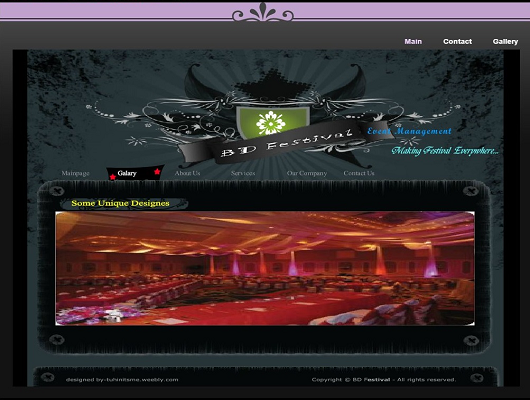 Main Contact Gallery
BD Festival
Event Management
Making Festival Everywhere...
Mainpage Galary About Us Services Our Company Contact Us
Some Unique Designes
designed by-tuhinitsme.weebly.com Copyright © BD Festival - All rights reserved.